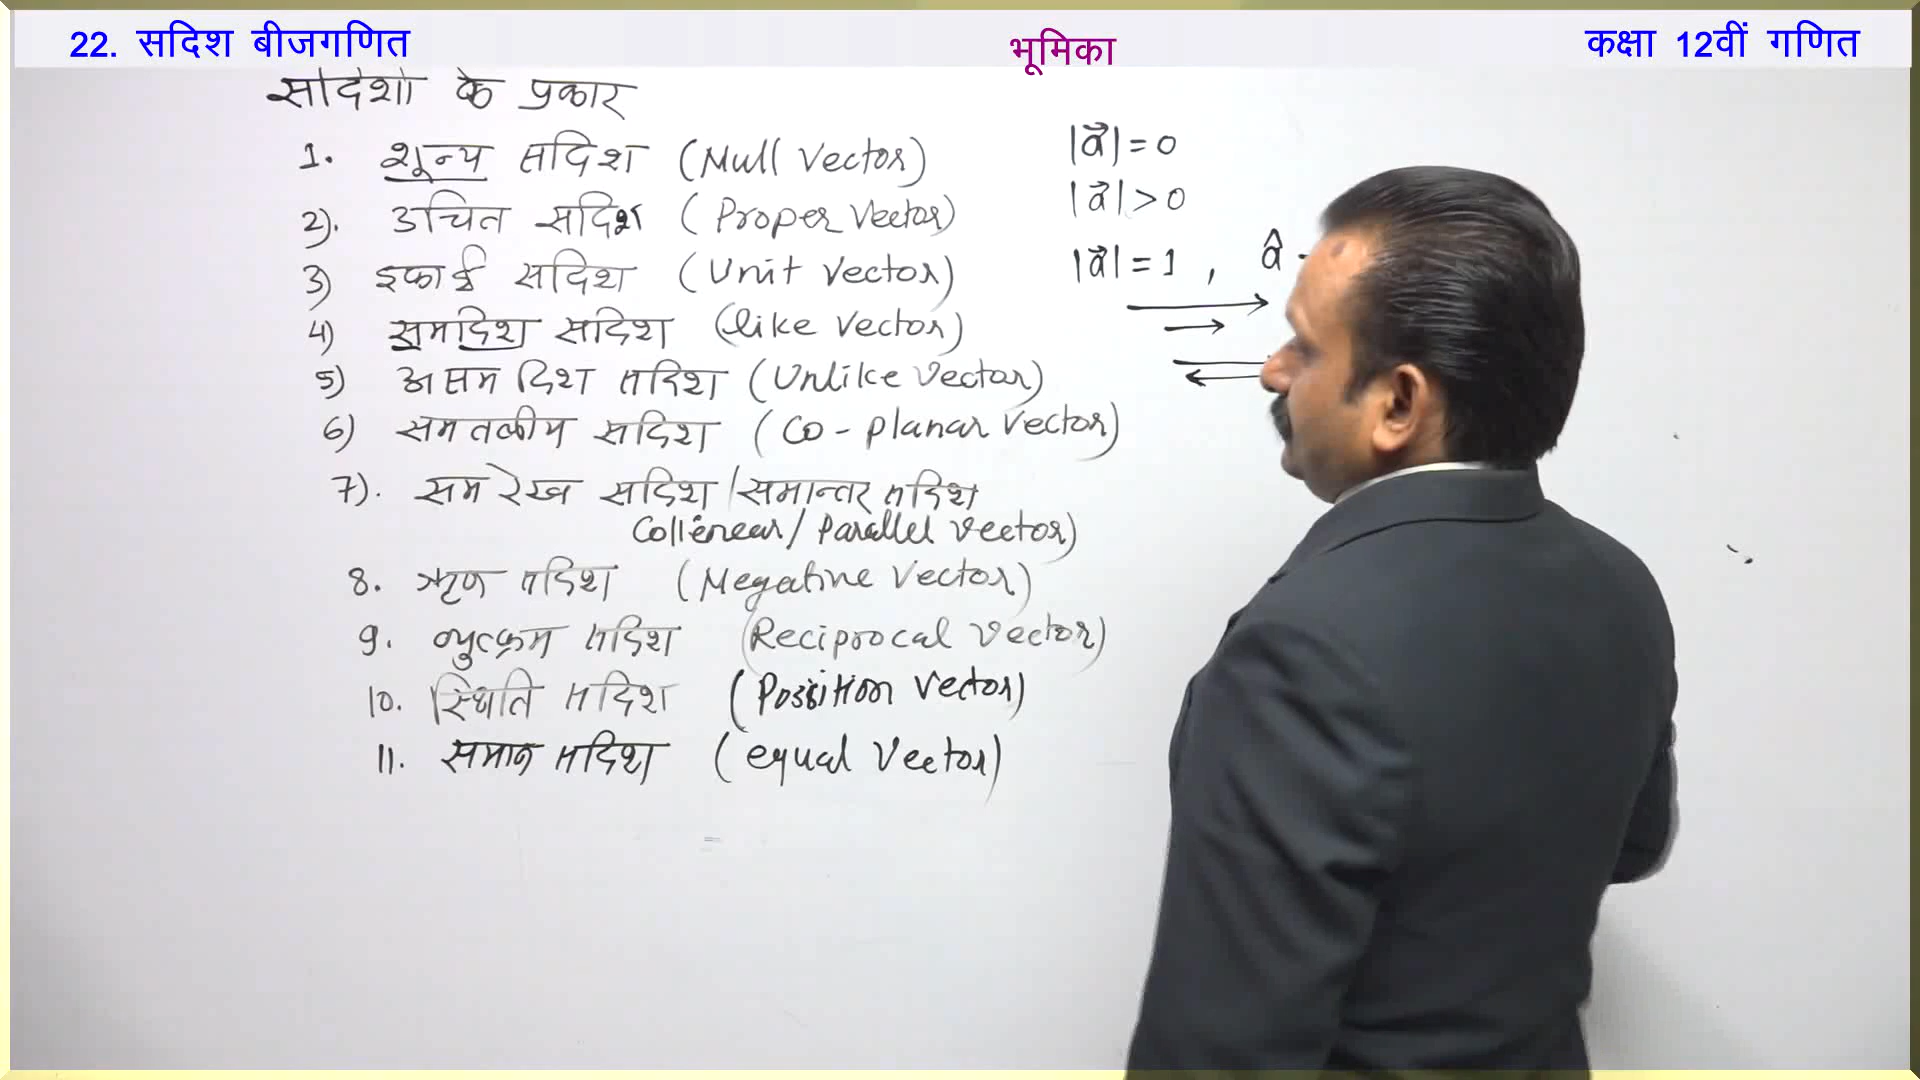 22. सदिश बीजगणित
भूमिका
कक्षा 12वीं गणित
सदिशों के प्रकार
1. शून्य सदिश (Null Vector) |a⃗| = 0
2). उचित सदिश (Proper Vector) |a⃗| > 0
3) इकाई सदिश (Unit Vector) |a⃗| = 1 , â -
4) समदिश सदिश (like Vector)
5) असमदिश सदिश (Unlike Vector)
6) समतलीय सदिश (Co-planar Vector)
7). समरेख सदिश/समान्तर सदिश
Collinear/Parallel Vector)
8. ऋण सदिश (Negative Vector)
9. व्युत्क्रम सदिश (Reciprocal Vector)
10. स्थिति सदिश (Position Vector)
11. समान सदिश (equal Vector)